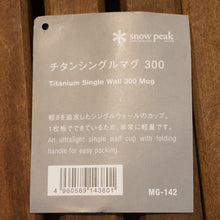 snow peak
チタンシングルマグ 300
Titanium Single Wall 300 Mug
軽さを追求したシングルウォールのカップ。
1枚板でできているため、非常に軽量です。
An ultralight single wall cup with folding
handle for easy packing.
4 960589 143801
MG-142